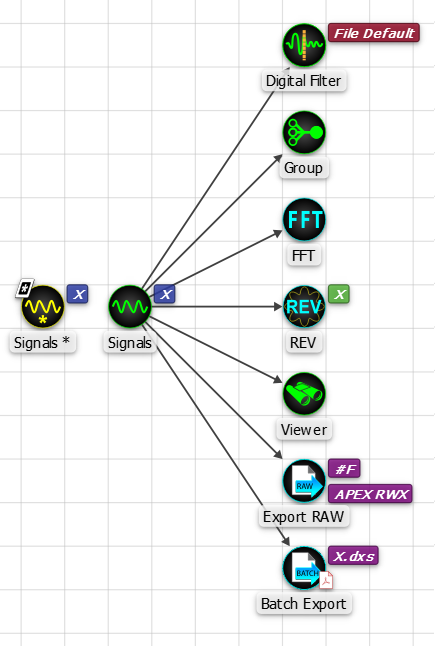 File Default
Digital Filter
Group
FFT
FFT
*
X
Signals *
X
Signals
REV
X
REV
Viewer
RAW
#F
APEX RWX
Export RAW
BATCH
X.dxs
Batch Export